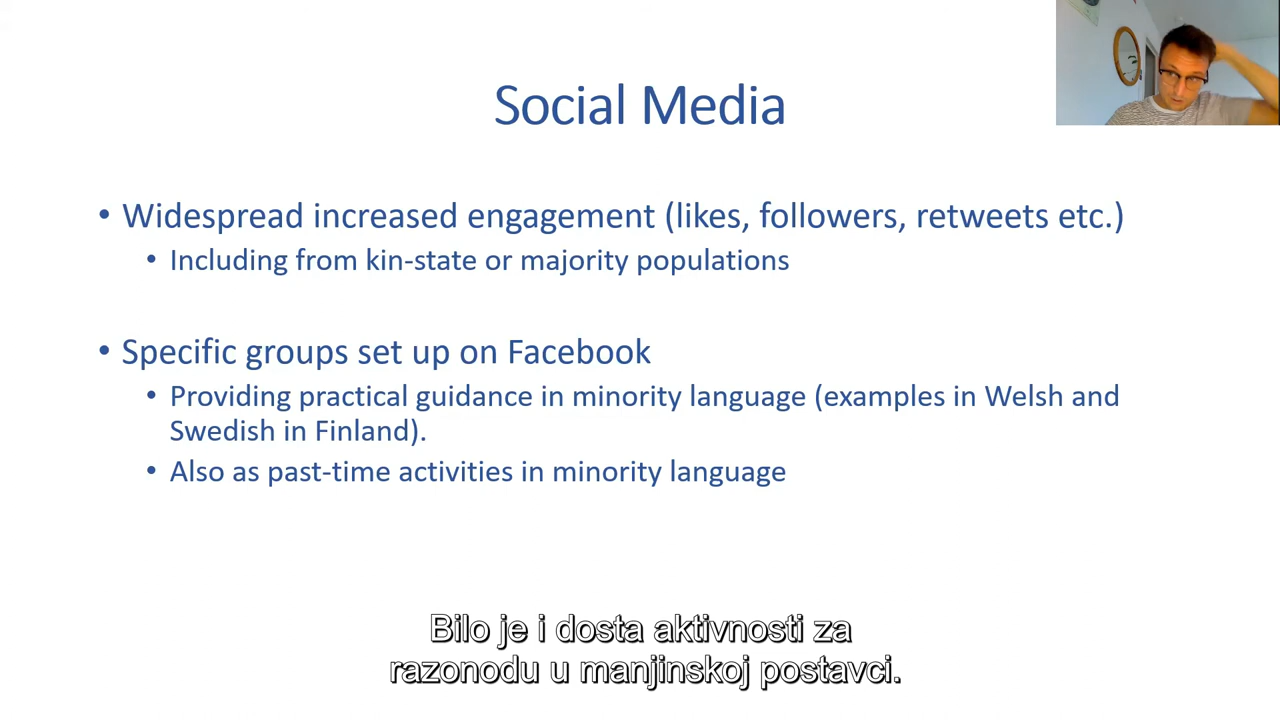 Social Media
• Widespread increased engagement (likes, followers, retweets etc.)
• Including from kin-state or majority populations
• Specific groups set up on Facebook
• Providing practical guidance in minority language (examples in Welsh and
Swedish in Finland).
• Also as past-time activities in minority language
Bilo je i dosta aktivnosti za
razonodu u manjinskoj postavci.